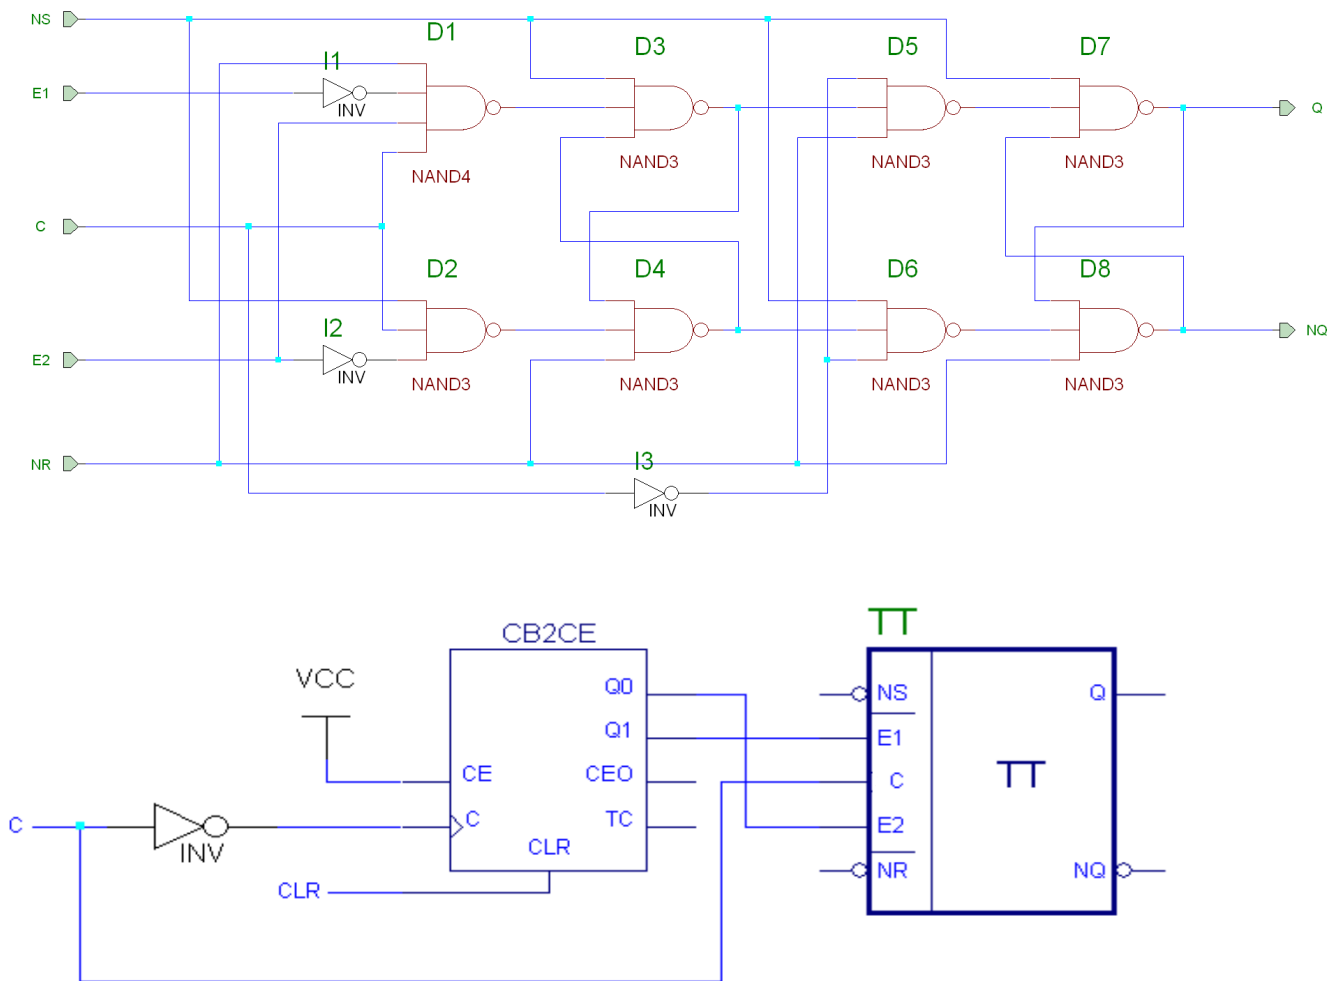 NS
D1
D3
D5
D7
I1
E1
INV
Q
NAND4
NAND3
NAND3
NAND3
C
D2
D4
D6
D8
I2
E2
INV
NQ
NAND3
NAND3
NAND3
NAND3
NR
I3
INV
CB2CE
TT
VCC
Q0
NS
Q
Q1
E1
CE
CEO
C
TT
C
INV
C
TC
E2
CLR
NR
NQ
CLR